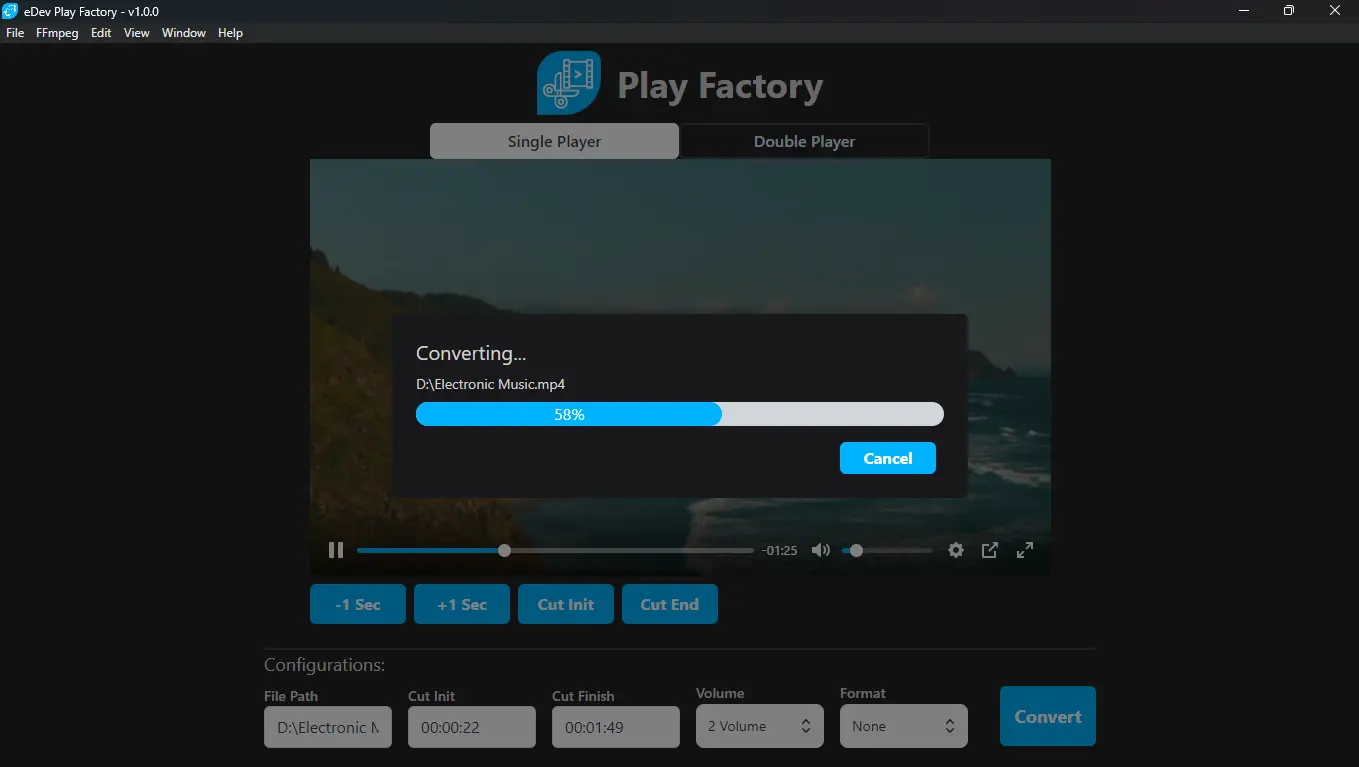 eDev Play Factory - v1.0.0
File FFmpeg Edit View Window Help
Play Factory
Single Player Double Player
Converting...
D:\Electronic Music.mp4
58%
Cancel
-01:25
-1 Sec +1 Sec Cut Init Cut End
Configurations:
File Path Cut Init Cut Finish Volume Format
D:\Electronic M 00:00:22 00:01:49 2 Volume None Convert